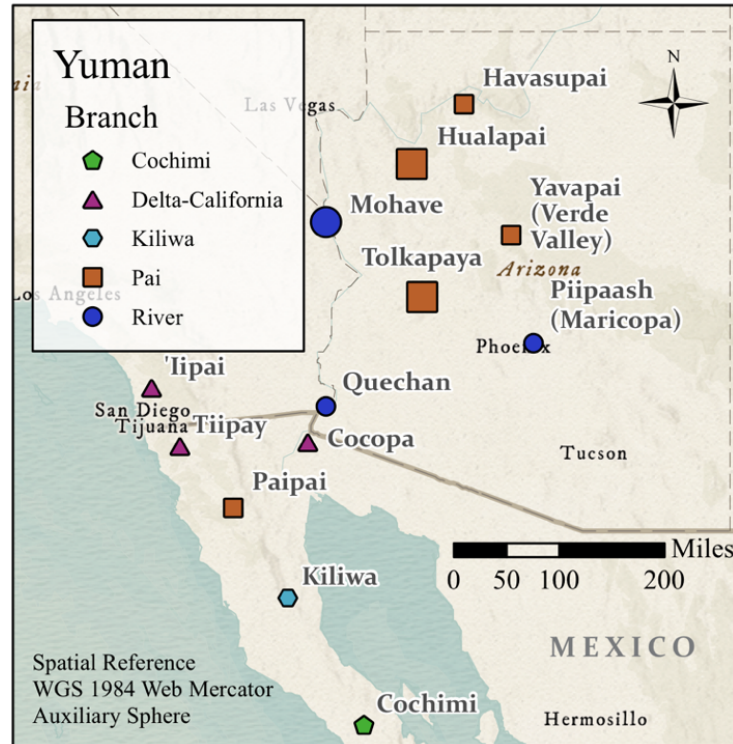 Yuman
Branch
Cochimi
Delta-California
Kiliwa
Pai
River
N
Las Vegas
Havasupai
Hualapai
Mohave
Yavapai
(Verde
Valley)
Tolkapaya
Arizona
Los Angeles
Piipaash
(Maricopa)
Phoenix
'Iipai
Quechan
San Diego
Tijuana
Tiipay
Cocopa
Tucson
Paipai
Miles
0 50 100 200
Kiliwa
MEXICO
Spatial Reference
WGS 1984 Web Mercator
Auxiliary Sphere
Cochimi
Hermosillo